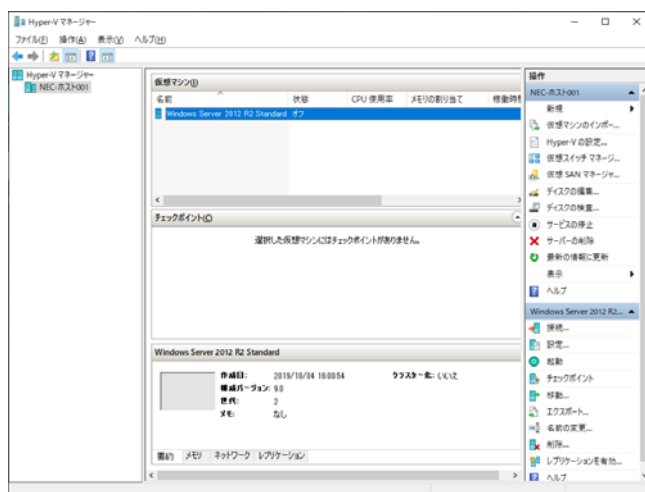 Hyper-V マネージャー
ファイル(F) 操作(A) 表示(V) ヘルプ(H)
Hyper-V マネージャー
NEC-ホスト001
仮想マシン(I)
名前 状態 CPU 使用率 メモリの割り当て 稼働時間
Windows Server 2012 R2 Standard オフ
チェックポイント(C)
選択した仮想マシンにはチェックポイントがありません。
Windows Server 2012 R2 Standard
作成日: 2019/10/04 16:00:54 クラスター化: いいえ
構成バージョン: 9.0
世代: 2
メモ: なし
要約 メモリ ネットワーク レプリケーション
操作
NEC-ホスト001
新規
仮想マシンのインポー...
Hyper-V の設定...
仮想スイッチ マネージ...
仮想 SAN マネージャ...
ディスクの編集...
ディスクの検査...
サービスの停止
サーバーの削除
最新の情報に更新
表示
ヘルプ
Windows Server 2012 R2...
接続...
設定...
起動
チェックポイント
移動...
エクスポート...
名前の変更...
削除...
レプリケーションを有効...
ヘルプ